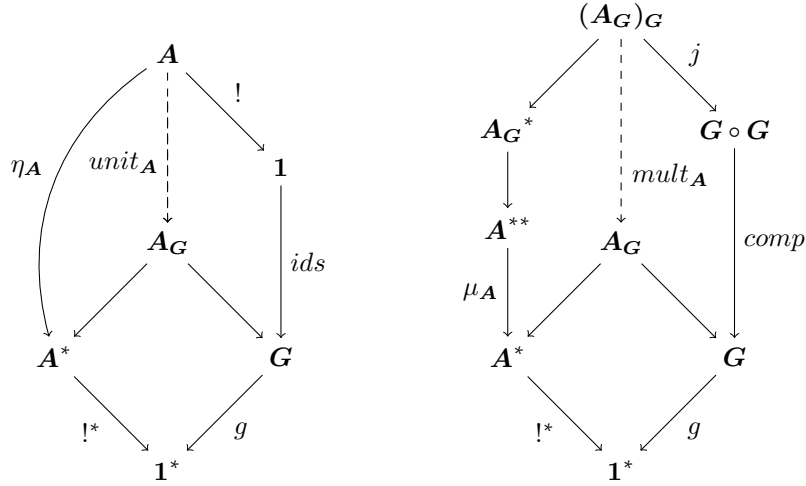 A
!
η_A
unit_A
1
A_G
ids
A*
G
!*
g
1*
(A_G)_G
j
A_G*
G ∘ G
mult_A
A**
A_G
comp
μ_A
A*
G
!*
g
1*